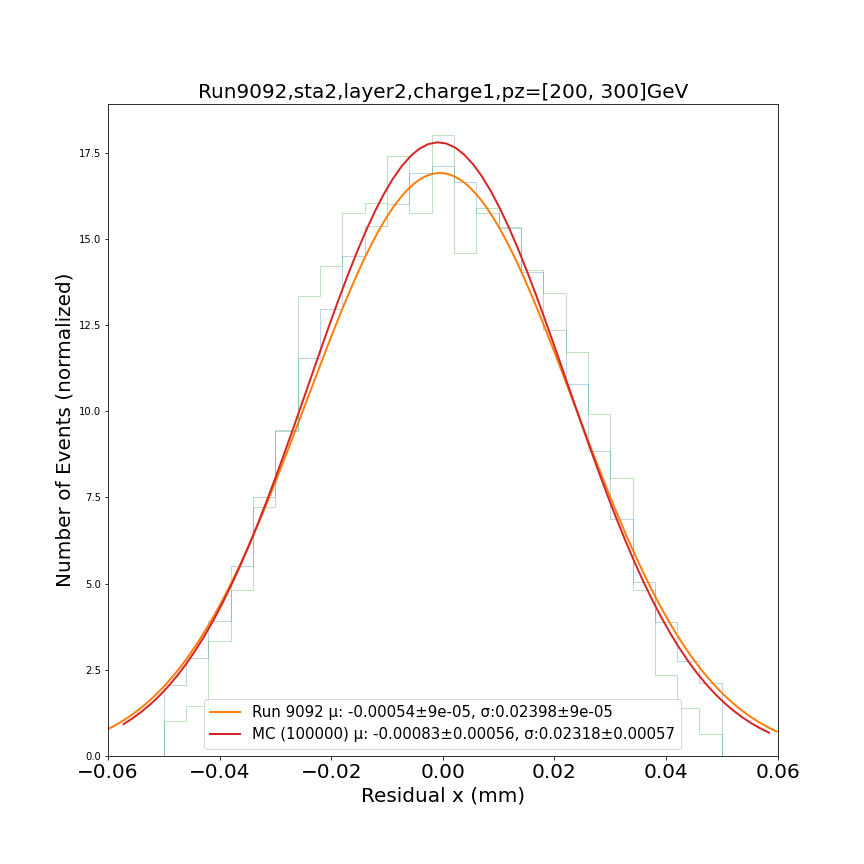 Run9092,sta2,layer2,charge1,pz=[200, 300]GeV
Number of Events (normalized)
17.5
15.0
12.5
10.0
7.5
5.0
2.5
0.0
Run 9092 μ: -0.00054±9e-05, σ:0.02398±9e-05
MC (100000) μ: -0.00083±0.00056, σ:0.02318±0.00057
−0.06 −0.04 −0.02 0.00 0.02 0.04 0.06
Residual x (mm)